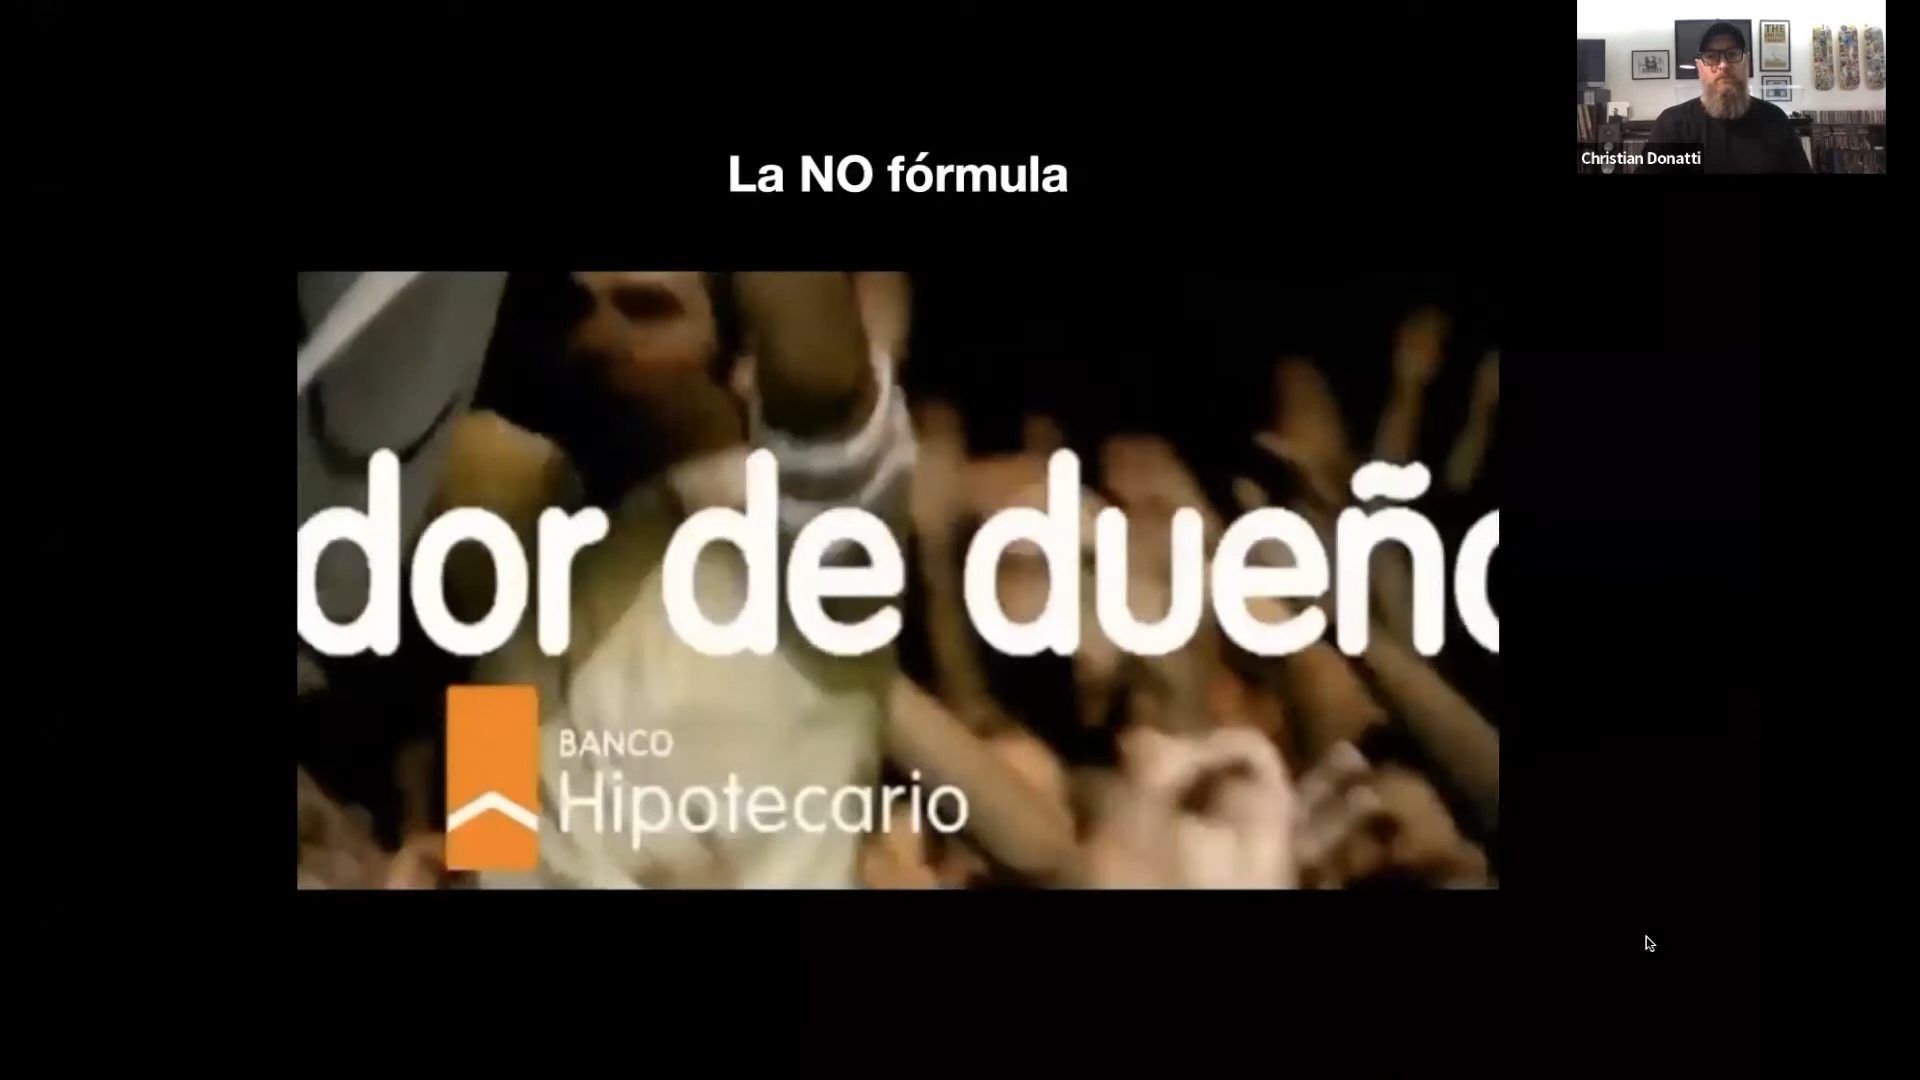 La NO fórmula
Christian Donatti
dor de dueñ
BANCO
Hipotecario